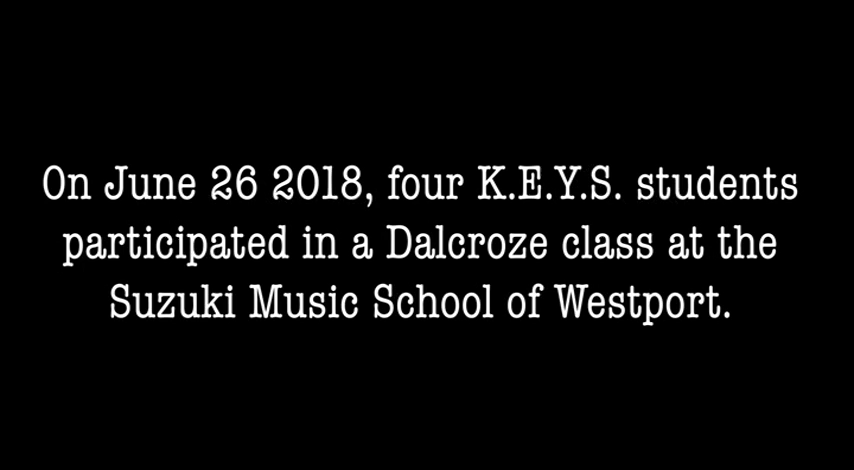 On June 26 2018, four K.E.Y.S. students
participated in a Dalcroze class at the
Suzuki Music School of Westport.